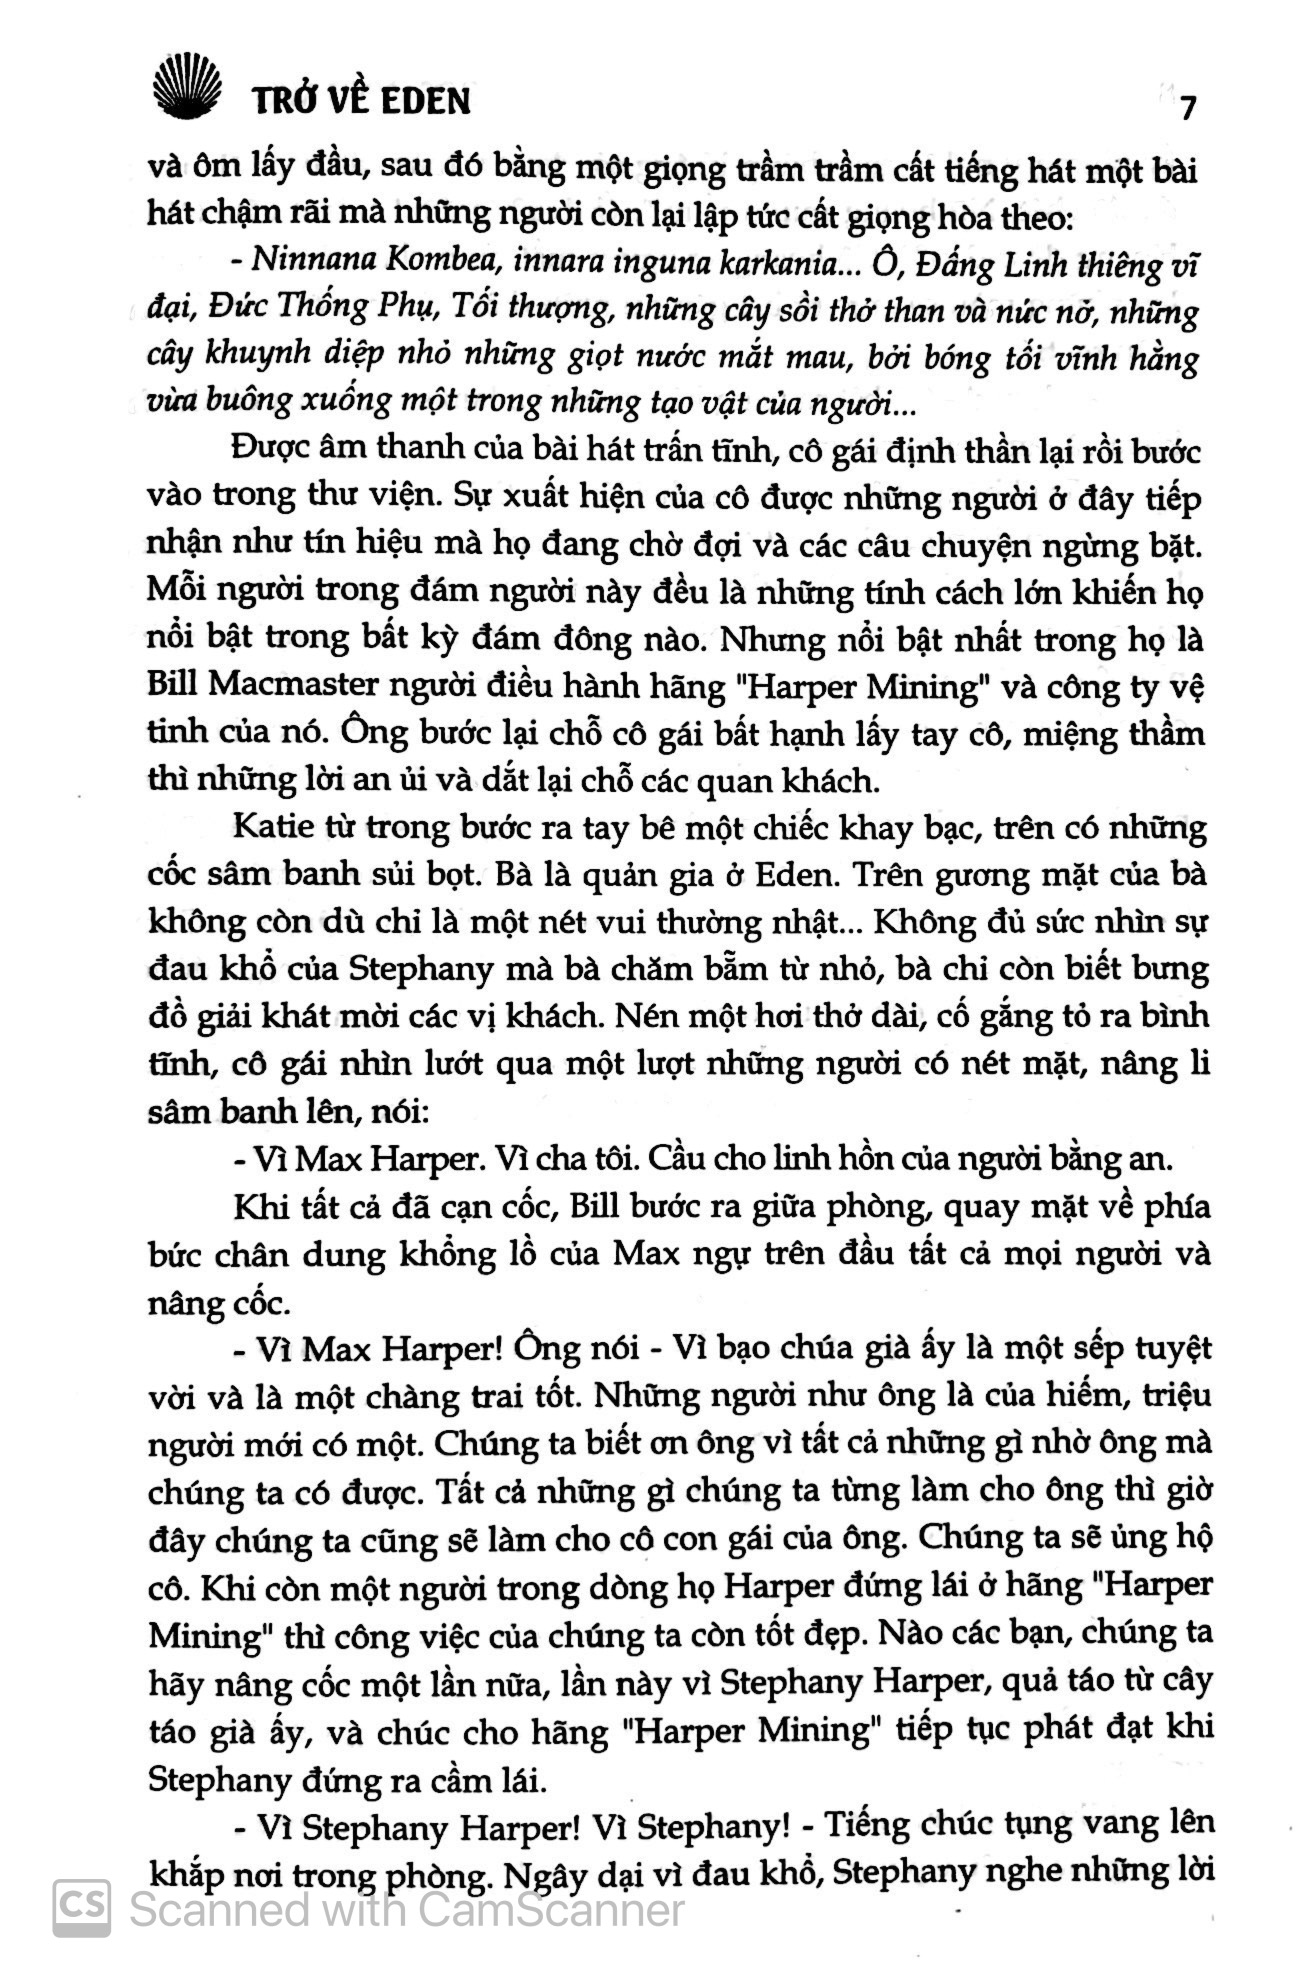 TRỞ VỀ EDEN
7
và ôm lấy đầu, sau đó bằng một giọng trầm trầm cất tiếng hát một bài
hát chậm rãi mà những người còn lại lập tức cất giọng hòa theo:
- Ninnana Kombea, innara inguna karkania... Ô, Đấng Linh thiêng vĩ
đại, Đức Thống Phụ, Tối thượng, những cây sồi thở than và nức nở, những
cây khuynh diệp nhỏ những giọt nước mắt mau, bởi bóng tối vĩnh hằng
vừa buông xuống một trong những tạo vật của người...
Được âm thanh của bài hát trấn tĩnh, cô gái định thần lại rồi bước
vào trong thư viện. Sự xuất hiện của cô được những người ở đây tiếp
nhận như tín hiệu mà họ đang chờ đợi và các câu chuyện ngừng bặt.
Mỗi người trong đám người này đều là những tính cách lớn khiến họ
nổi bật trong bất kỳ đám đông nào. Nhưng nổi bật nhất trong họ là
Bill Macmaster người điều hành hãng "Harper Mining" và công ty vệ
tinh của nó. Ông bước lại chỗ cô gái bất hạnh lấy tay cô, miệng thầm
thì những lời an ủi và dắt lại chỗ các quan khách.
Katie từ trong bước ra tay bê một chiếc khay bạc, trên có những
cốc sâm banh sủi bọt. Bà là quản gia ở Eden. Trên gương mặt của bà
không còn dù chỉ là một nét vui thường nhật... Không đủ sức nhìn sự
đau khổ của Stephany mà bà chăm bẵm từ nhỏ, bà chỉ còn biết bưng
đồ giải khát mời các vị khách. Nén một hơi thở dài, cố gắng tỏ ra bình
tĩnh, cô gái nhìn lướt qua một lượt những người có nét mặt, nâng li
sâm banh lên, nói:
- Vì Max Harper. Vì cha tôi. Cầu cho linh hồn của người bằng an.
Khi tất cả đã cạn cốc, Bill bước ra giữa phòng, quay mặt về phía
bức chân dung khổng lồ của Max ngự trên đầu tất cả mọi người và
nâng cốc.
- Vì Max Harper! Ông nói - Vì bạo chúa già ấy là một sếp tuyệt
vời và là một chàng trai tốt. Những người như ông là của hiếm, triệu
người mới có một. Chúng ta biết ơn ông vì tất cả những gì nhờ ông mà
chúng ta có được. Tất cả những gì chúng ta từng làm cho ông thì giờ
đây chúng ta cũng sẽ làm cho cô con gái của ông. Chúng ta sẽ ủng hộ
cô. Khi còn một người trong dòng họ Harper đứng lái ở hãng "Harper
Mining" thì công việc của chúng ta còn tốt đẹp. Nào các bạn, chúng ta
hãy nâng cốc một lần nữa, lần này vì Stephany Harper, quả táo từ cây
táo già ấy, và chúc cho hãng "Harper Mining" tiếp tục phát đạt khi
Stephany đứng ra cầm lái.
- Vì Stephany Harper! Vì Stephany! - Tiếng chúc tụng vang lên
khắp nơi trong phòng. Ngây dại vì đau khổ, Stephany nghe những lời
CS Scanned with CamScanner